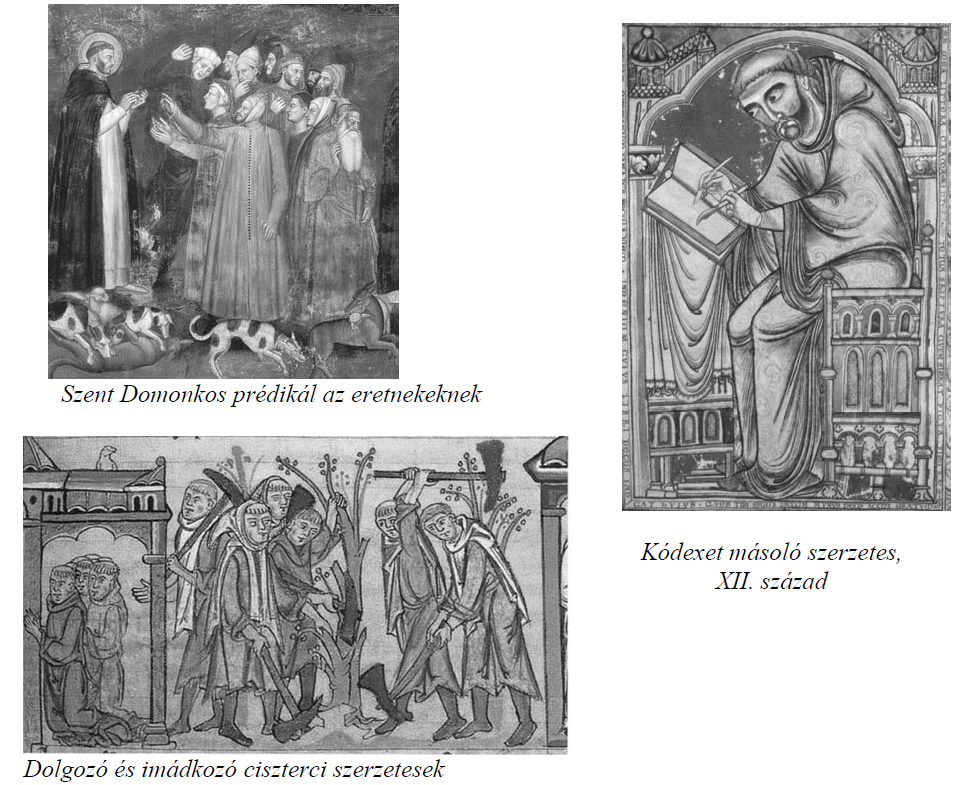 Szent Domonkos prédikál az eretnekeknek
Kódexet másoló szerzetes,
XII. század
Dolgozó és imádkozó ciszterci szerzetesek